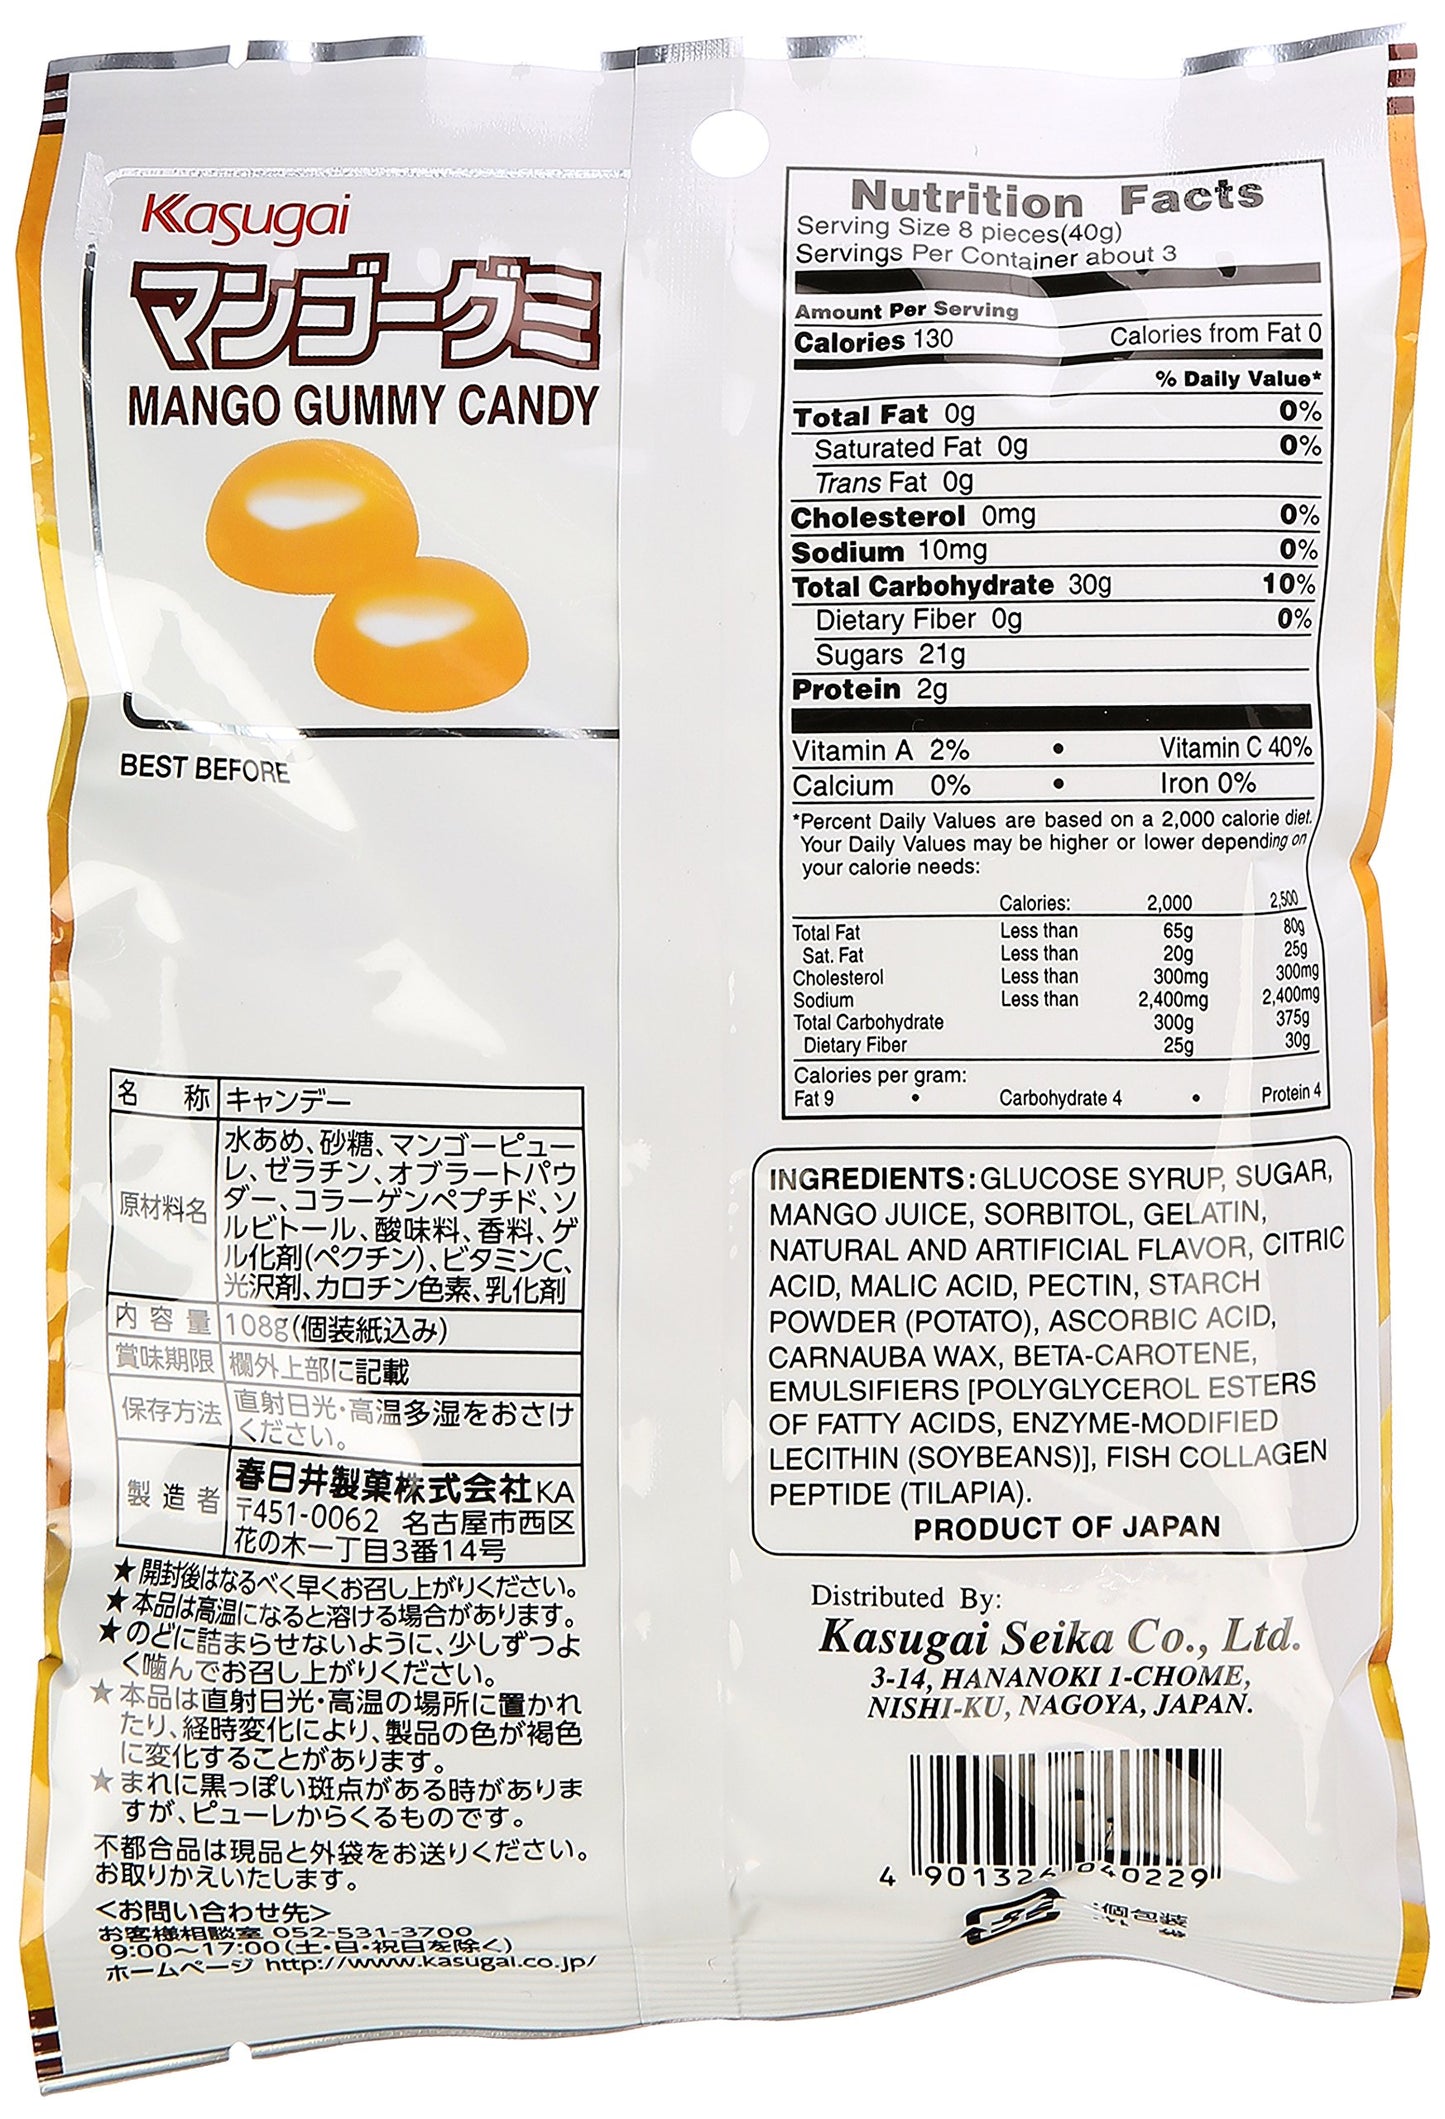 Kasugai
マンゴーグミ
MANGO GUMMY CANDY
BEST BEFORE
名 称 キャンデー
原材料名 水あめ、砂糖、マンゴーピュー
レ、ゼラチン、オブラートパウ
ダー、コラーゲンペプチド、ソ
ルビトール、酸味料、香料、ゲ
ル化剤(ペクチン)、ビタミンC、
光沢剤、カロチン色素、乳化剤
内容量 108g(個装紙込み)
賞味期限 欄外上部に記載
保存方法 直射日光・高温多湿をおさけ
ください。
製造者 春日井製菓株式会社KA
〒451-0062 名古屋市西区
花の木一丁目3番14号
★開封後はなるべく早くお召し上がりください。
★本品は高温になると溶ける場合があります。
★のどに詰まらせないように、少しずつよ
く噛んでお召し上がりください。
★本品は直射日光・高温の場所に置かれ
たり、経時変化により、製品の色が褐色
に変化することがあります。
★まれに黒っぽい斑点がある時がありま
すが、ピューレからくるものです。
不都合品は現品と外袋をお送りください。
お取りかえいたします。
<お問い合わせ先>
お客様相談室 052-531-3700
9:00～17:00(土・日・祝日を除く)
ホームページ http://www.kasugai.co.jp/
Nutrition Facts
Serving Size 8 pieces(40g)
Servings Per Container about 3
Amount Per Serving
Calories 130 Calories from Fat 0
% Daily Value*
Total Fat 0g 0%
Saturated Fat 0g 0%
Trans Fat 0g
Cholesterol 0mg 0%
Sodium 10mg 0%
Total Carbohydrate 30g 10%
Dietary Fiber 0g 0%
Sugars 21g
Protein 2g
Vitamin A 2% • Vitamin C 40%
Calcium 0% • Iron 0%
*Percent Daily Values are based on a 2,000 calorie diet.
Your Daily Values may be higher or lower depending on
your calorie needs:
Calories: 2,000 2,500
Total Fat Less than 65g 80g
Sat. Fat Less than 20g 25g
Cholesterol Less than 300mg 300mg
Sodium Less than 2,400mg 2,400mg
Total Carbohydrate 300g 375g
Dietary Fiber 25g 30g
Calories per gram:
Fat 9 • Carbohydrate 4 • Protein 4
INGREDIENTS:GLUCOSE SYRUP, SUGAR,
MANGO JUICE, SORBITOL, GELATIN,
NATURAL AND ARTIFICIAL FLAVOR, CITRIC
ACID, MALIC ACID, PECTIN, STARCH
POWDER (POTATO), ASCORBIC ACID,
CARNAUBA WAX, BETA-CAROTENE,
EMULSIFIERS [POLYGLYCEROL ESTERS
OF FATTY ACIDS, ENZYME-MODIFIED
LECITHIN (SOYBEANS)], FISH COLLAGEN
PEPTIDE (TILAPIA).
PRODUCT OF JAPAN
Distributed By:
Kasugai Seika Co., Ltd.
3-14, HANANOKI 1-CHOME,
NISHI-KU, NAGOYA, JAPAN.
4 901324 040229
個包装